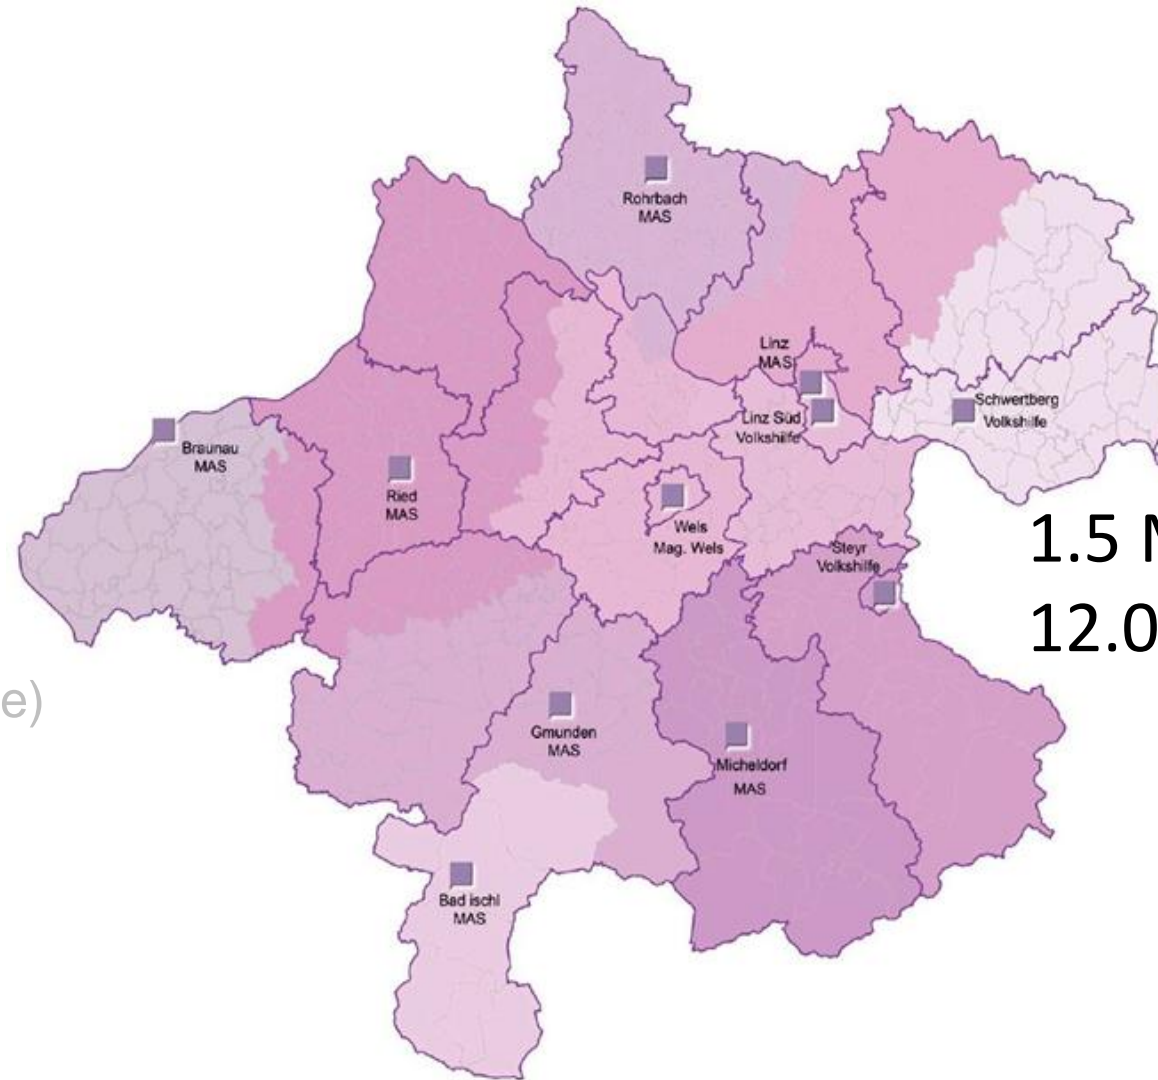 Rohrbach
MAS
Linz
MAS
Linz Süd
Volkshilfe
Schwertberg
Volkshilfe
Braunau
MAS
Ried
MAS
Wels
Mag. Wels
Steyr
Volkshilfe
1.5 M
12.0
e)
Gmunden
MAS
Micheldorf
MAS
Bad ischl
MAS